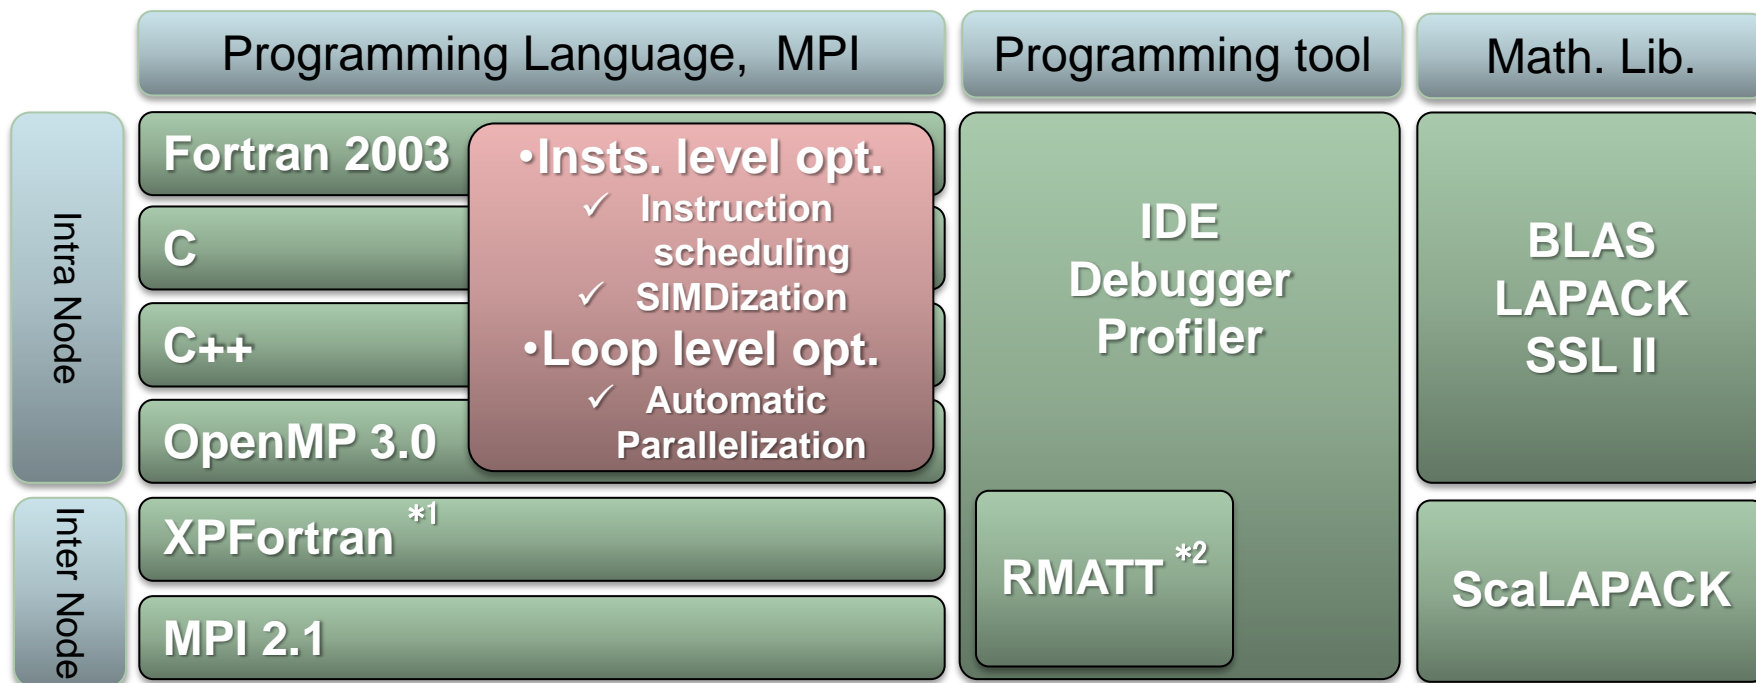 Programming Language, MPI
Programming tool
Math. Lib.
Intra Node
Fortran 2003
C
C++
OpenMP 3.0
•Insts. level opt.
✓ Instruction
scheduling
✓ SIMDization
•Loop level opt.
✓ Automatic
Parallelization
IDE
Debugger
Profiler
BLAS
LAPACK
SSL II
Inter Node
XPFortran *1
MPI 2.1
RMATT *2
ScaLAPACK